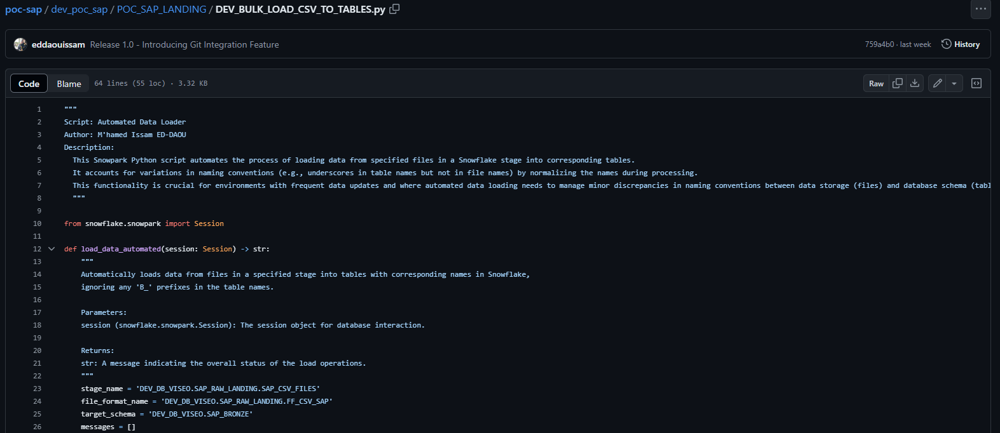 poc-sap / dev_poc_sap / POC_SAP_LANDING / DEV_BULK_LOAD_CSV_TO_TABLES.py
eddaouissam Release 1.0 - Introducing Git Integration Feature 759a4b0 · last week History
Code Blame 64 lines (55 loc) · 3.32 KB Raw
1 """
2 Script: Automated Data Loader
3 Author: M'hamed Issam ED-DAOU
4 Description:
5 This Snowpark Python script automates the process of loading data from specified files in a Snowflake stage into corresponding tables.
6 It accounts for variations in naming conventions (e.g., underscores in table names but not in file names) by normalizing the names during processing.
7 This functionality is crucial for environments with frequent data updates and where automated data loading needs to manage minor discrepancies in naming conventions between data storage (files) and database schema (tabl
8 """
9
10 from snowflake.snowpark import Session
11
12 def load_data_automated(session: Session) -> str:
13 """
14 Automatically loads data from files in a specified stage into tables with corresponding names in Snowflake,
15 ignoring any 'B_' prefixes in the table names.
16
17 Parameters:
18 session (snowflake.snowpark.Session): The session object for database interaction.
19
20 Returns:
21 str: A message indicating the overall status of the load operations.
22 """
23 stage_name = 'DEV_DB_VISEO.SAP_RAW_LANDING.SAP_CSV_FILES'
24 file_format_name = 'DEV_DB_VISEO.SAP_RAW_LANDING.FF_CSV_SAP'
25 target_schema = 'DEV_DB_VISEO.SAP_BRONZE'
26 messages = []